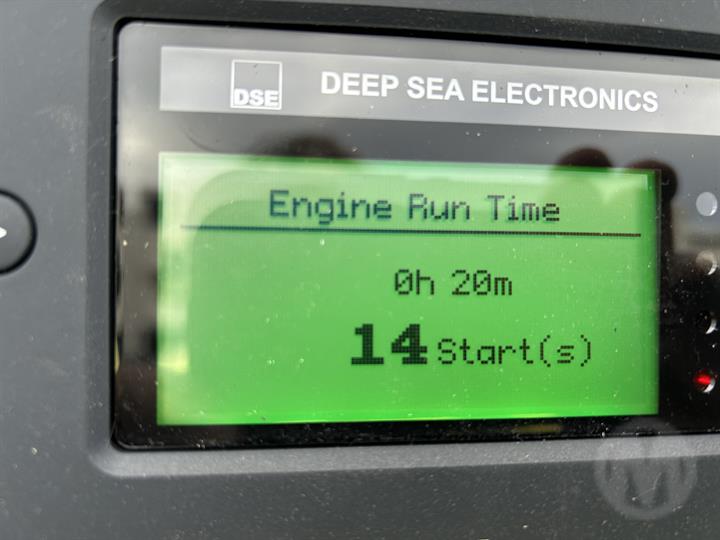 DSE DEEP SEA ELECTRONICS
Engine Run Time
0h 20m
14 Start(s)
M